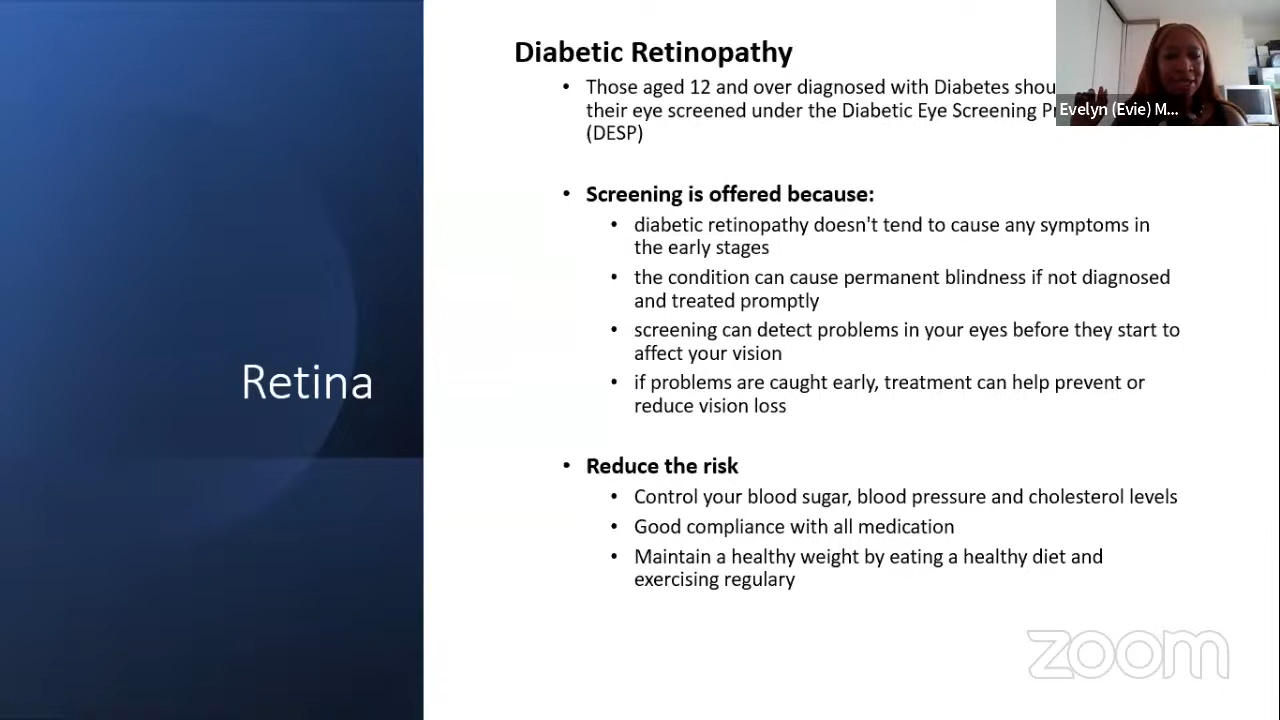 Diabetic Retinopathy
• Those aged 12 and over diagnosed with Diabetes
their eye screened under the Diabetic Eye Screening
(DESP)
• Screening is offered because:
• diabetic retinopathy doesn't tend to cause any symptoms in
the early stages
• the condition can cause permanent blindness if not diagnosed
and treated promptly
• screening can detect problems in your eyes before they start to
affect your vision
• if problems are caught early, treatment can help prevent or
reduce vision loss
• Reduce the risk
• Control your blood sugar, blood pressure and cholesterol levels
• Good compliance with all medication
• Maintain a healthy weight by eating a healthy diet and
exercising regulary
Retina
Evelyn (Evie) M...
zoom